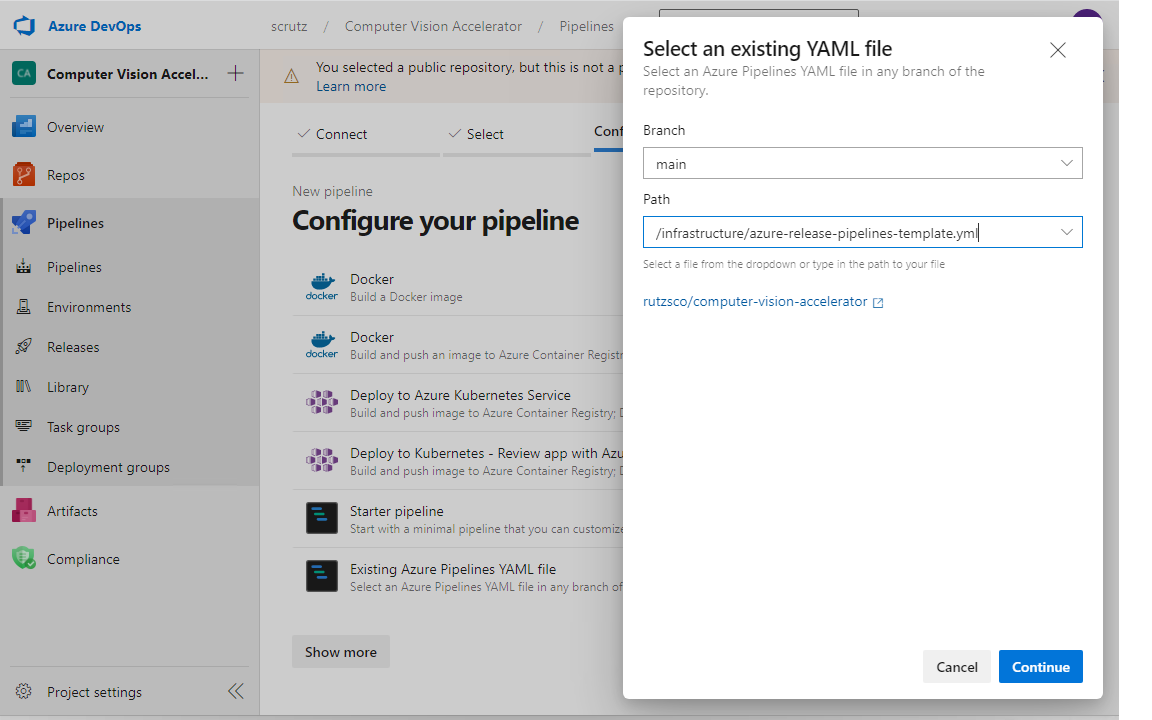 Azure DevOps
scrutz / Computer Vision Accelerator / Pipelines
CA Computer Vision Accel...
Overview
Repos
Pipelines
Pipelines
Environments
Releases
Library
Task groups
Deployment groups
Artifacts
Compliance
Project settings
You selected a public repository, but this is not a p
Learn more
Connect
Select
Conf
New pipeline
Configure your pipeline
docker
Docker
Build a Docker image
docker
Docker
Build and push an image to Azure Container Registr
Deploy to Azure Kubernetes Service
Build and push image to Azure Container Registry; D
Deploy to Kubernetes - Review app with Azu
Build and push image to Azure Container Registry; D
Starter pipeline
Start with a minimal pipeline that you can customize
Existing Azure Pipelines YAML file
Select an Azure Pipelines YAML file in any branch of
Show more
Select an existing YAML file
Select an Azure Pipelines YAML file in any branch of the
repository.
Branch
main
Path
/infrastructure/azure-release-pipelines-template.yml
Select a file from the dropdown or type in the path to your file
rutzsco/computer-vision-accelerator
Cancel
Continue